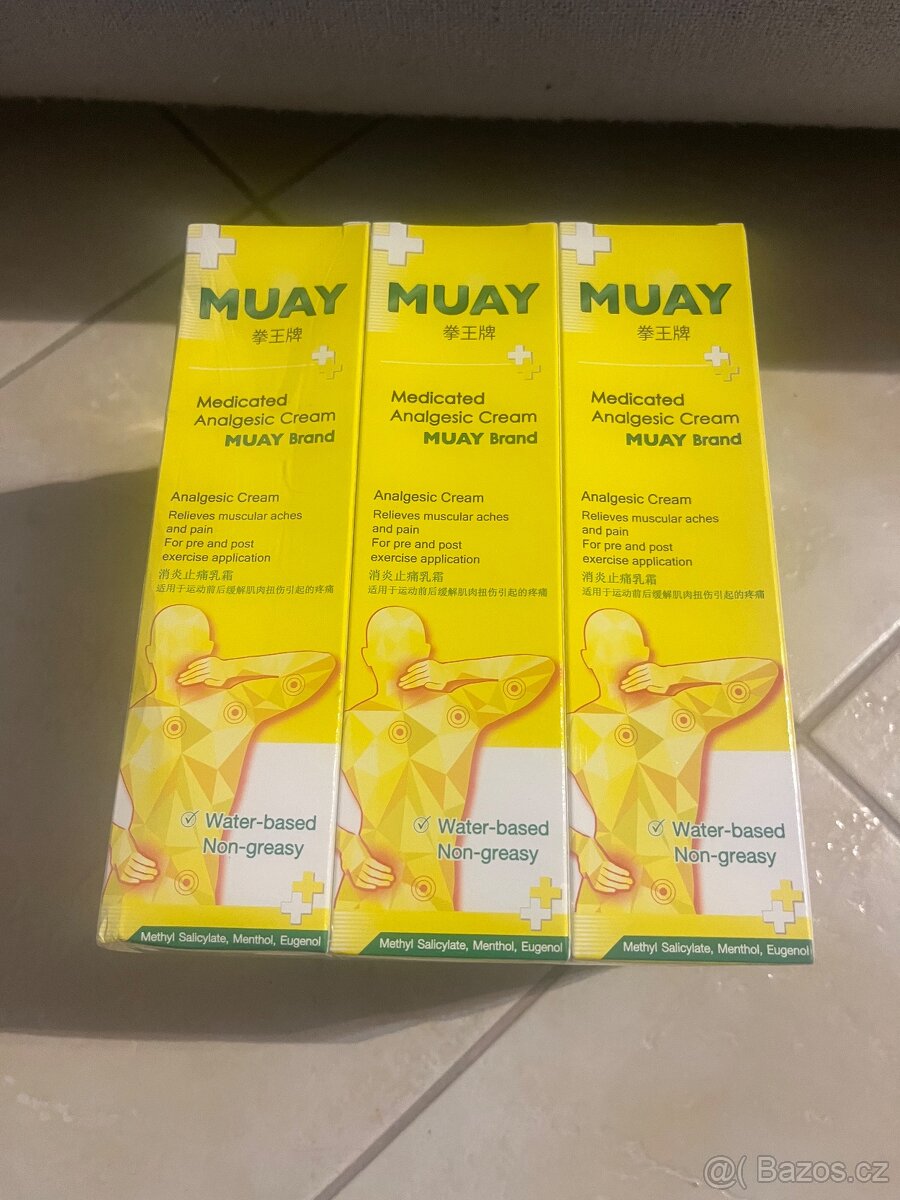 MUAY
拳王牌
Medicated
Analgesic Cream
MUAY Brand
Analgesic Cream
Relieves muscular aches
and pain
For pre and post
exercise application
消炎止痛乳霜
适用于运动前后缓解肌肉扭伤引起的疼痛
Water-based
Non-greasy
Methyl Salicylate, Menthol, Eugenol
MUAY
拳王牌
Medicated
Analgesic Cream
MUAY Brand
Analgesic Cream
Relieves muscular aches
and pain
For pre and post
exercise application
消炎止痛乳霜
适用于运动前后缓解肌肉扭伤引起的疼痛
Water-based
Non-greasy
Methyl Salicylate, Menthol, Eugenol
MUAY
拳王牌
Medicated
Analgesic Cream
MUAY Brand
Analgesic Cream
Relieves muscular aches
and pain
For pre and post
exercise application
消炎止痛乳霜
适用于运动前后缓解肌肉扭伤引起的疼痛
Water-based
Non-greasy
Methyl Salicylate, Menthol, Eugenol
@( Bazos.cz